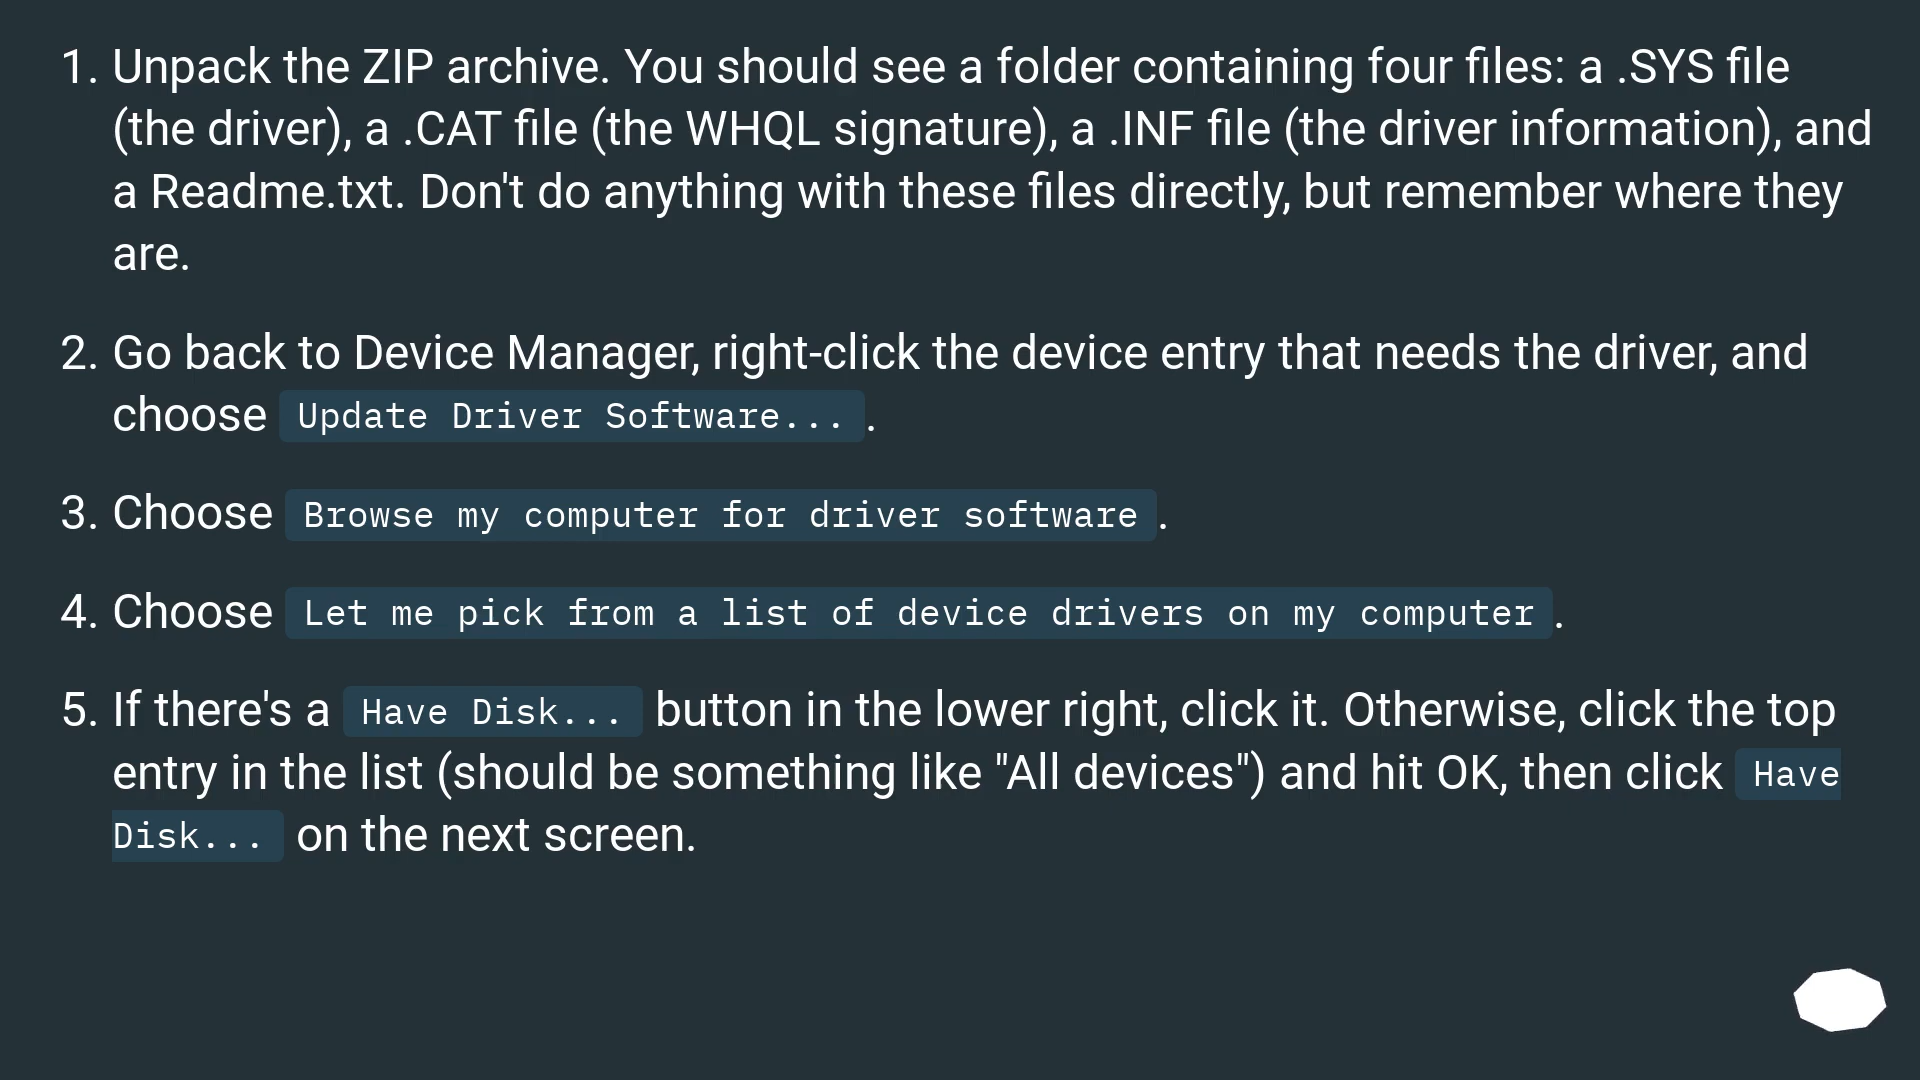 1. Unpack the ZIP archive. You should see a folder containing four files: a .SYS file
(the driver), a .CAT file (the WHQL signature), a .INF file (the driver information), and
a Readme.txt. Don't do anything with these files directly, but remember where they
are.
2. Go back to Device Manager, right-click the device entry that needs the driver, and
choose Update Driver Software... .
3. Choose Browse my computer for driver software .
4. Choose Let me pick from a list of device drivers on my computer .
5. If there's a Have Disk... button in the lower right, click it. Otherwise, click the top
entry in the list (should be something like "All devices") and hit OK, then click Have
Disk... on the next screen.